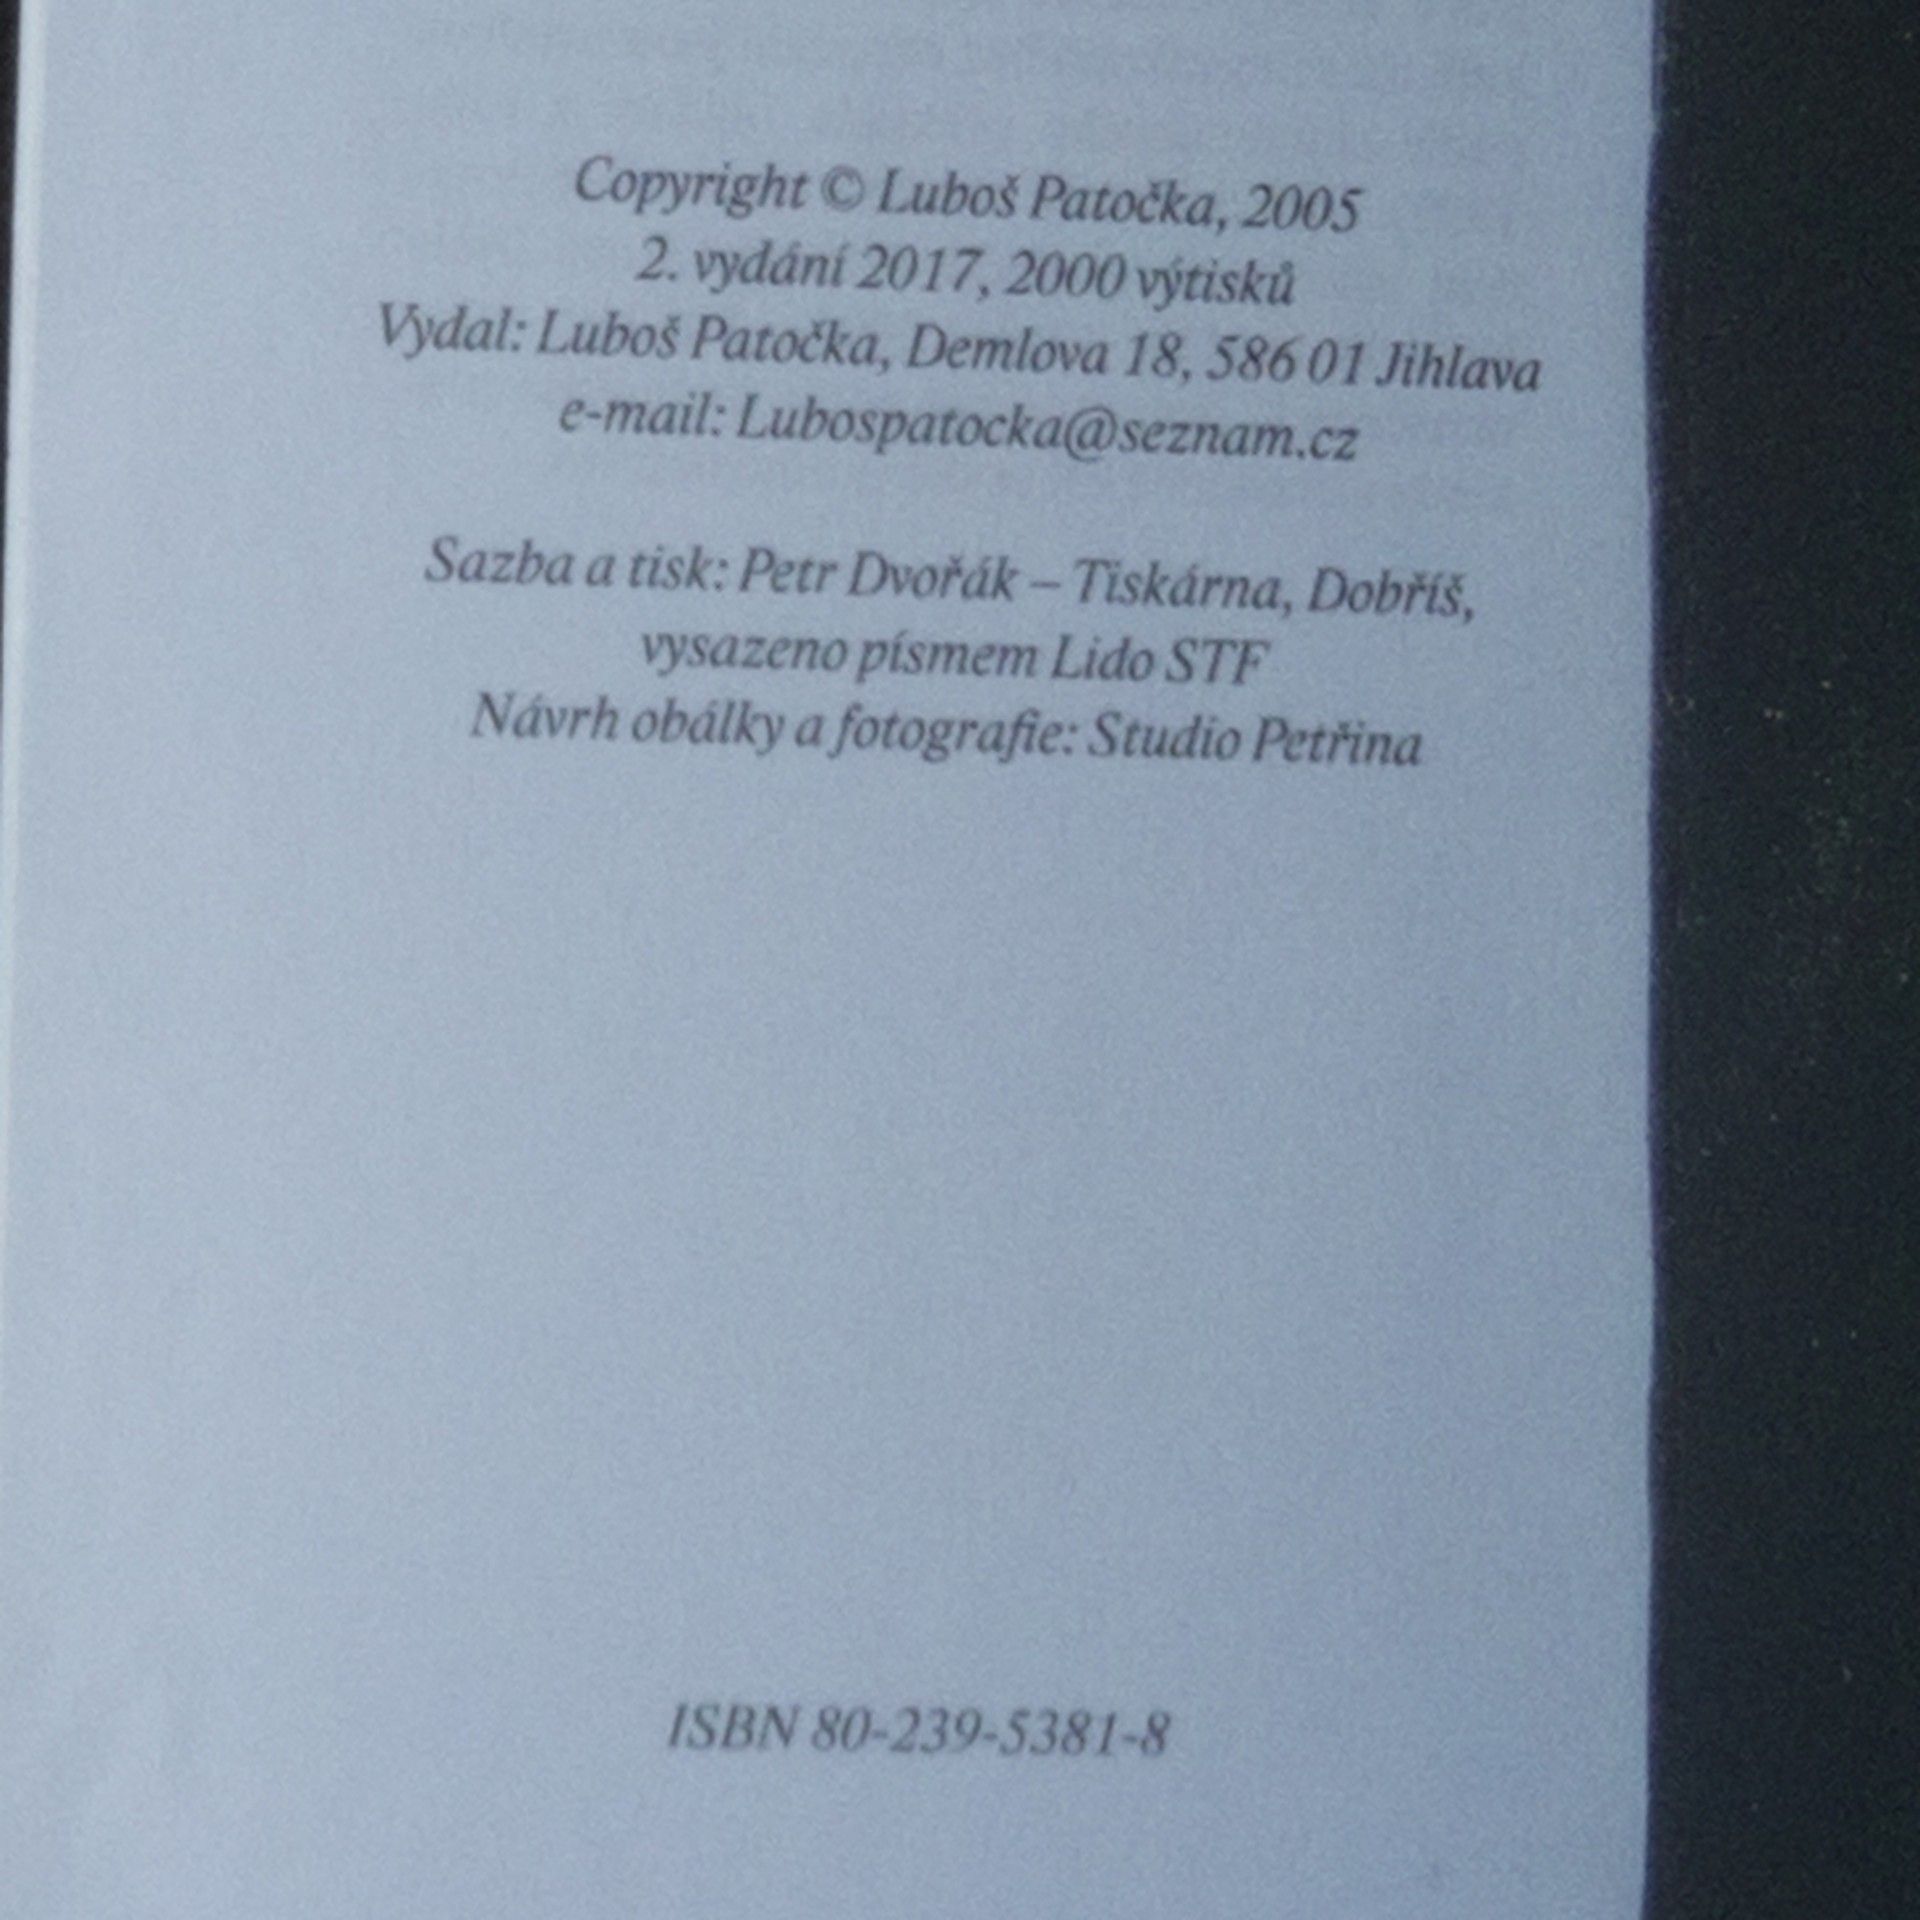 Copyright © Luboš Patočka, 2005
2. vydání 2017, 2000 výtisků
Vydal: Luboš Patočka, Demlova 18, 586 01 Jihlava
e-mail: Lubospatocka@seznam.cz
Sazba a tisk: Petr Dvořák – Tiskárna, Dobříš,
vysazeno písmem Lido STF
Návrh obálky a fotografie: Studio Petřina
ISBN 80-239-5381-8